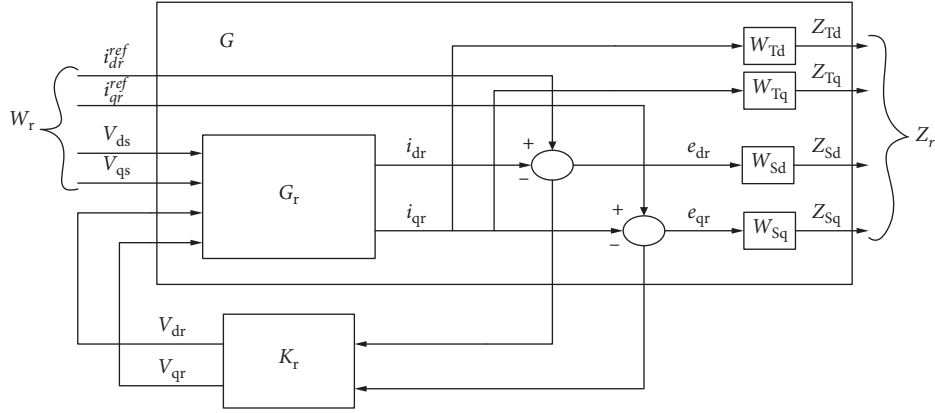 G
W_Td
Z_Td
i_dr^ref
W_Tq
Z_Tq
i_qr^ref
W_r
V_ds
V_qs
G_r
i_dr
+
−
e_dr
W_Sd
Z_Sd
Z_r
i_qr
+
−
e_qr
W_Sq
Z_Sq
V_dr
V_qr
K_r